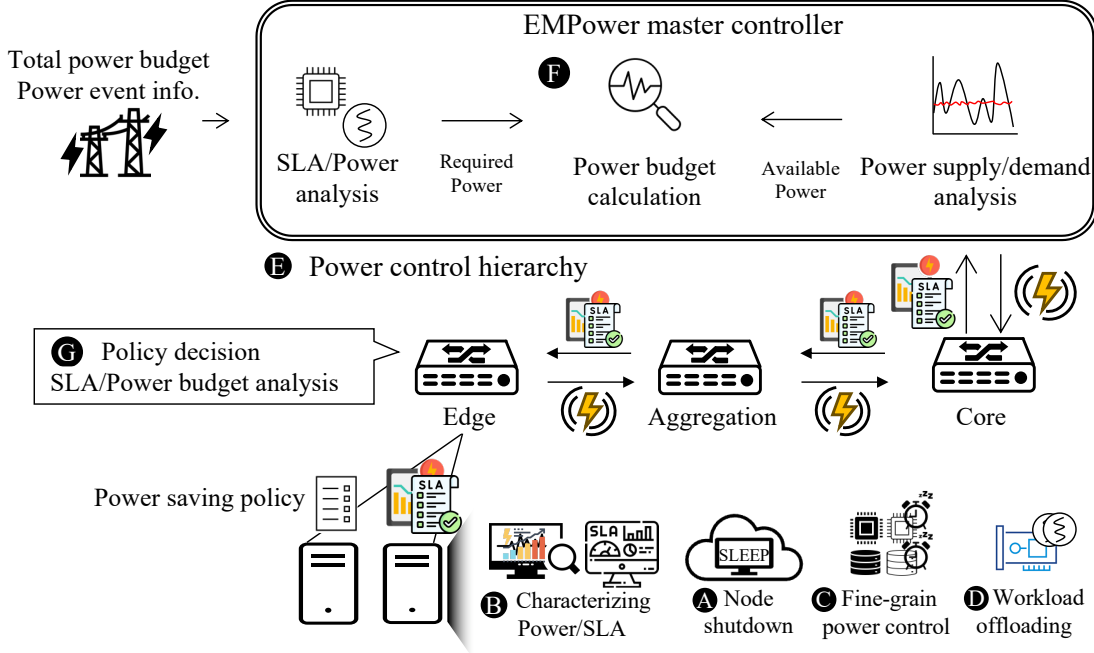 EMPower master controller
Total power budget
Power event info.
F
SLA/Power
analysis
Required
Power
Power budget
calculation
Available
Power
Power supply/demand
analysis
E Power control hierarchy
SLA
SLA
SLA
G Policy decision
SLA/Power budget analysis
Edge
Aggregation
Core
Power saving policy
SLA
SLA
SLEEP
zzZ
zzZ
B Characterizing
Power/SLA
A Node
shutdown
C Fine-grain
power control
D Workload
offloading